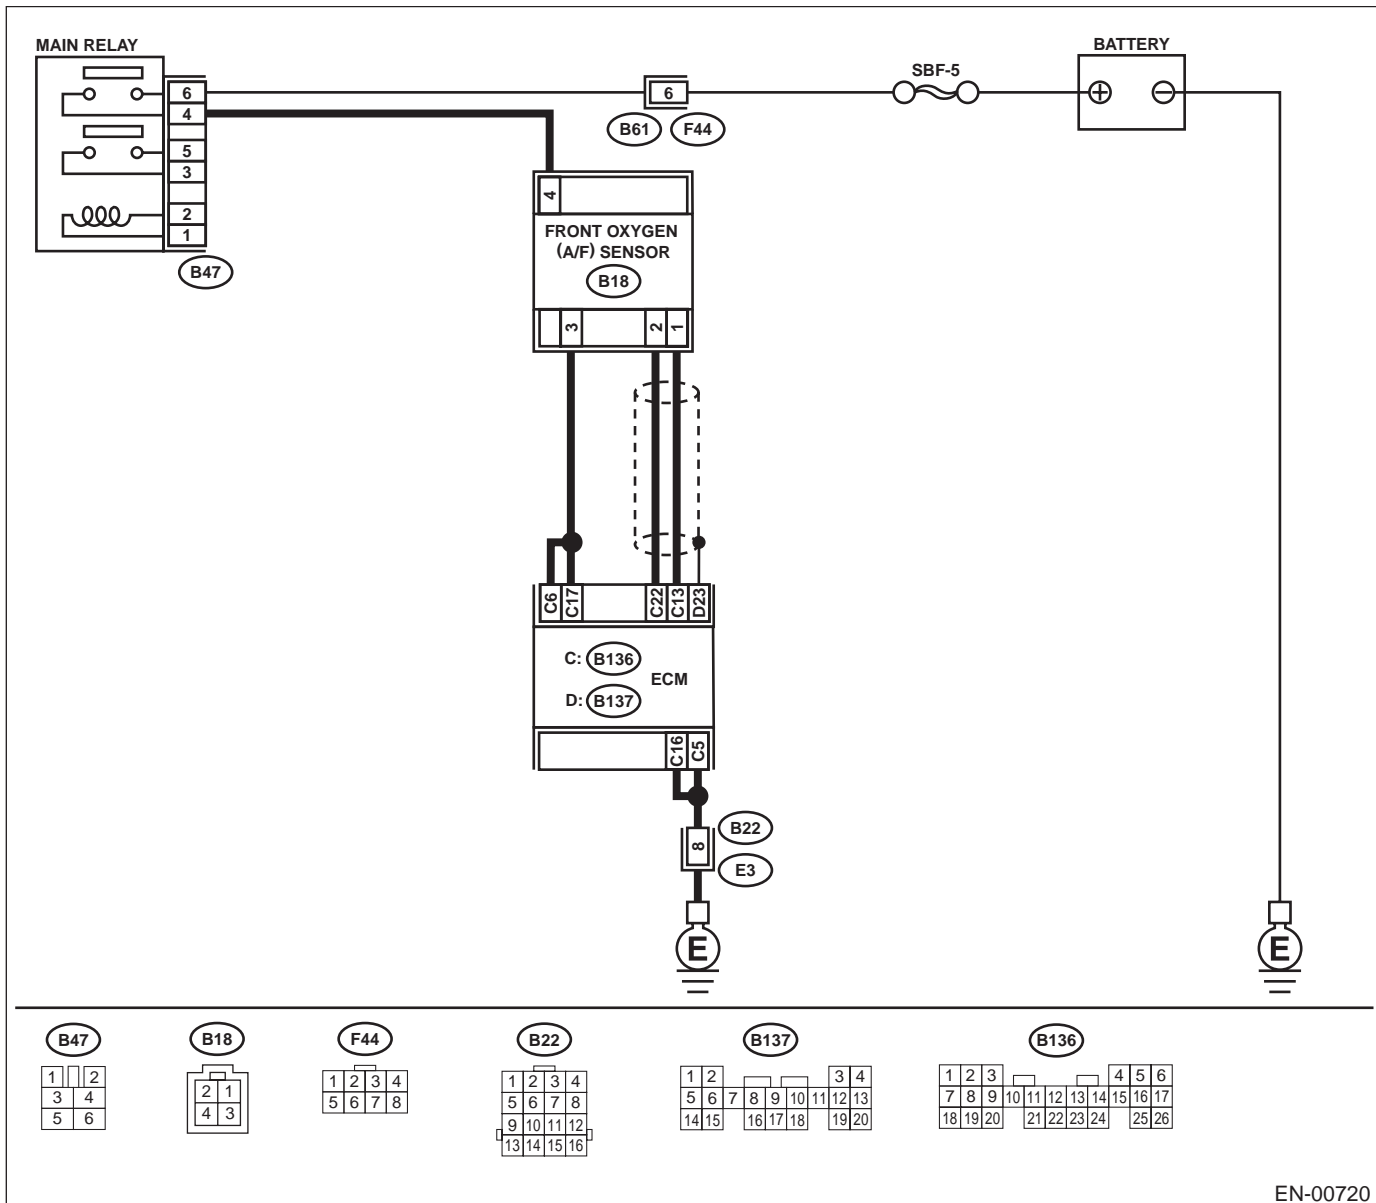 MAIN RELAY
BATTERY
SBF-5
6
4
5
3
2
1
B47
6
B61 F44
4
FRONT OXYGEN
(A/F) SENSOR
B18
3 2 1
C6 C17 C22 C13 D23
C: B136
ECM
D: B137
C16 C5
8
B22
E3
E E
B47 B18 F44 B22 B137 B136
1 2
3 4
5 6
2 1
4 3
1 2 3 4
5 6 7 8
1 2 3 4
5 6 7 8
9 10 11 12
13 14 15 16
1 2 3 4
5 6 7 8 9 10 11 12 13
14 15 16 17 18 19 20
1 2 3 4 5 6
7 8 9 10 11 12 13 14 15 16 17
18 19 20 21 22 23 24 25 26
EN-00720